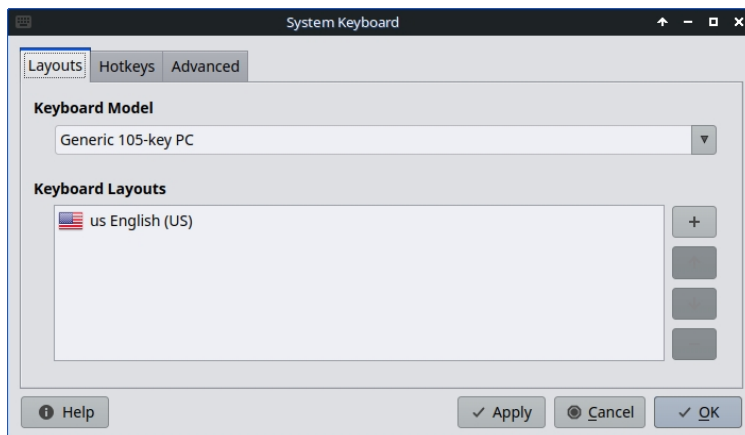 System Keyboard
Layouts Hotkeys Advanced
Keyboard Model
Generic 105-key PC
Keyboard Layouts
us English (US)
+
Help Apply Cancel OK